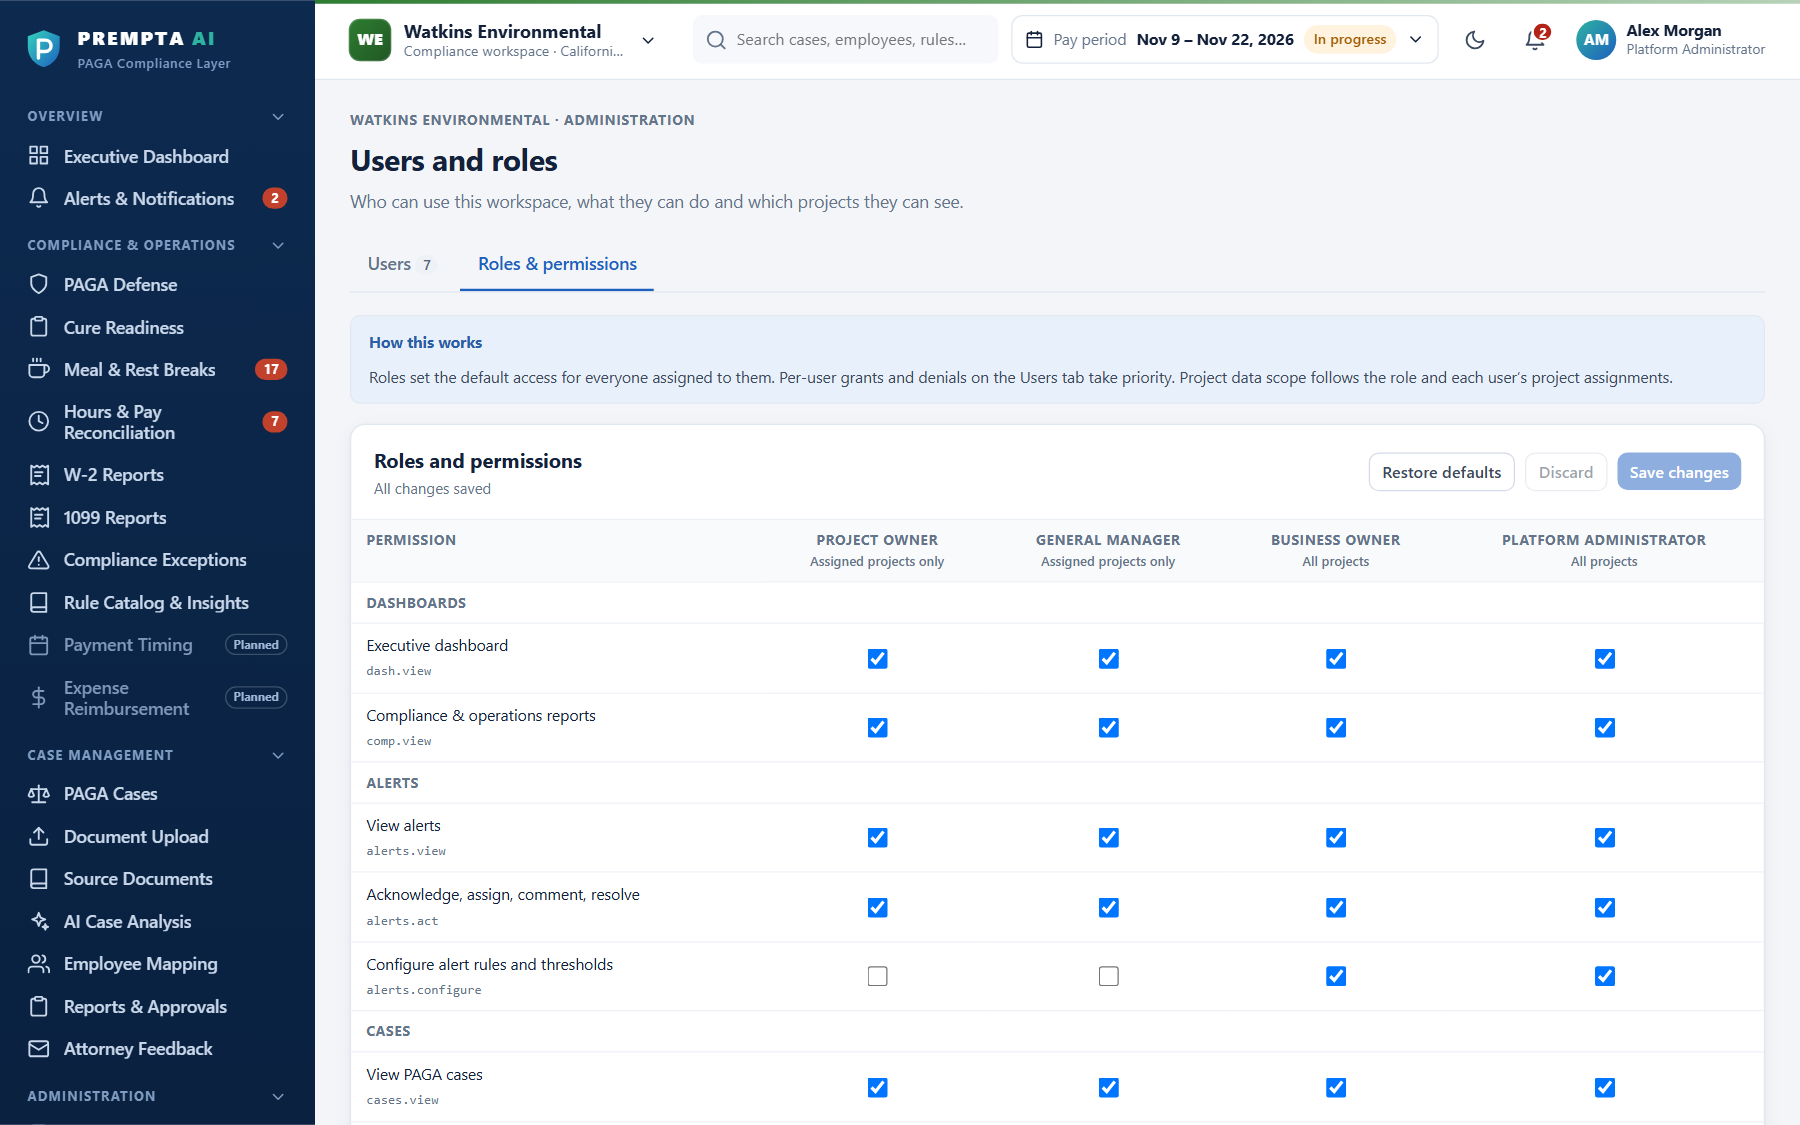 PREMPTA AI
PAGA Compliance Layer
OVERVIEW
Executive Dashboard
Alerts & Notifications 2
COMPLIANCE & OPERATIONS
PAGA Defense
Cure Readiness
Meal & Rest Breaks 17
Hours & Pay
Reconciliation 7
W-2 Reports
1099 Reports
Compliance Exceptions
Rule Catalog & Insights
Payment Timing Planned
Expense
Reimbursement Planned
CASE MANAGEMENT
PAGA Cases
Document Upload
Source Documents
AI Case Analysis
Employee Mapping
Reports & Approvals
Attorney Feedback
ADMINISTRATION
WE Watkins Environmental
Compliance workspace · Californi...
Search cases, employees, rules...
Pay period Nov 9 – Nov 22, 2026 In progress
2
AM Alex Morgan
Platform Administrator
WATKINS ENVIRONMENTAL · ADMINISTRATION
Users and roles
Who can use this workspace, what they can do and which projects they can see.
Users 7 Roles & permissions
How this works
Roles set the default access for everyone assigned to them. Per-user grants and denials on the Users tab take priority. Project data scope follows the role and each user's project assignments.
Roles and permissions
All changes saved
Restore defaults Discard Save changes
PERMISSION PROJECT OWNER GENERAL MANAGER BUSINESS OWNER PLATFORM ADMINISTRATOR
Assigned projects only Assigned projects only All projects All projects
DASHBOARDS
Executive dashboard
dash.view
Compliance & operations reports
comp.view
ALERTS
View alerts
alerts.view
Acknowledge, assign, comment, resolve
alerts.act
Configure alert rules and thresholds
alerts.configure
CASES
View PAGA cases
cases.view